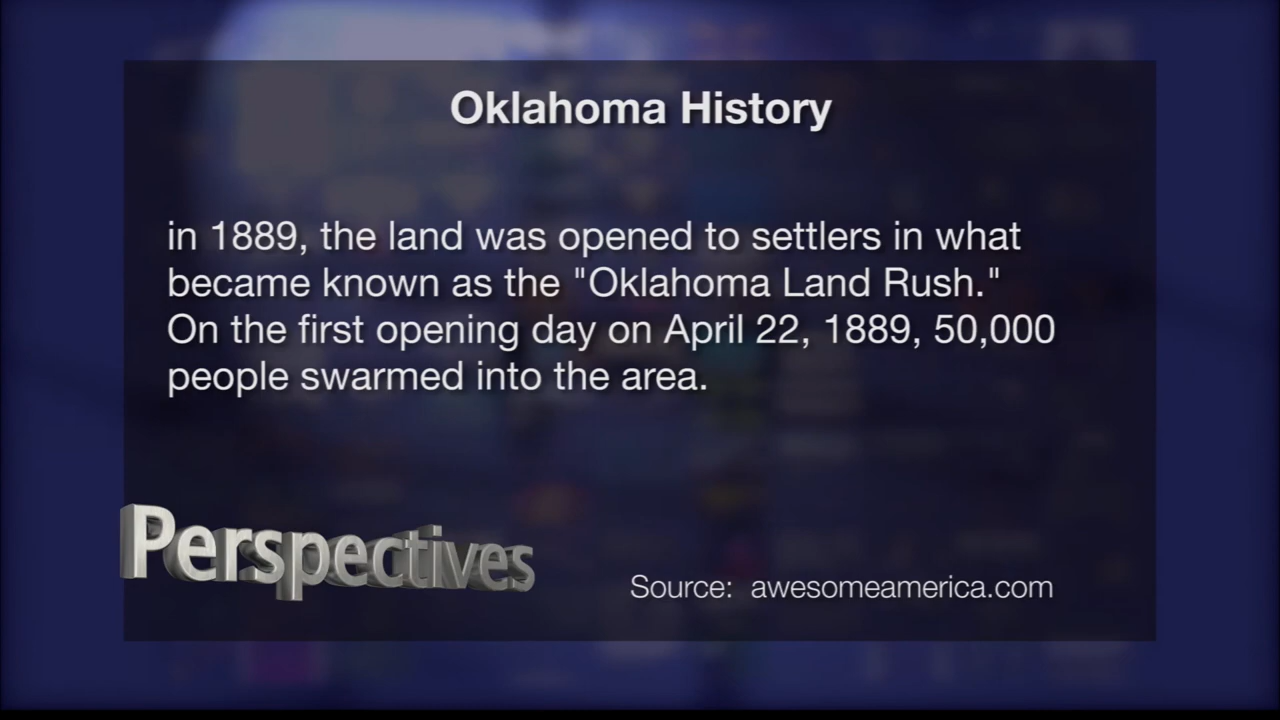 Oklahoma History
in 1889, the land was opened to settlers in what
became known as the "Oklahoma Land Rush."
On the first opening day on April 22, 1889, 50,000
people swarmed into the area.
Perspectives
Source: awesomeamerica.com